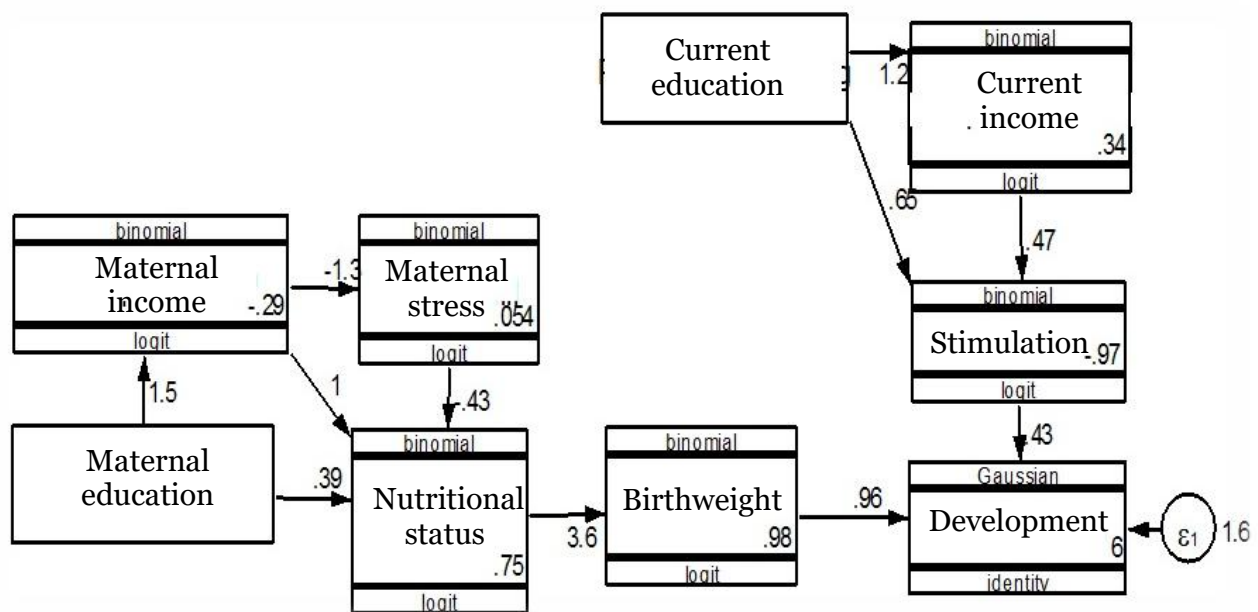 binomial
Current
education
1.2
Current
income
.34
logit
.65
.47
binomial
Maternal
income
-.29
logit
-1.3
binomial
Maternal
stress
.054
logit
binomial
Stimulation
-.97
logit
1.5
1
-.43
.43
Maternal
education
.39
binomial
Nutritional
status
.75
logit
3.6
binomial
Birthweight
.98
logit
.96
Gaussian
Development
6
identity
ε1
1.6